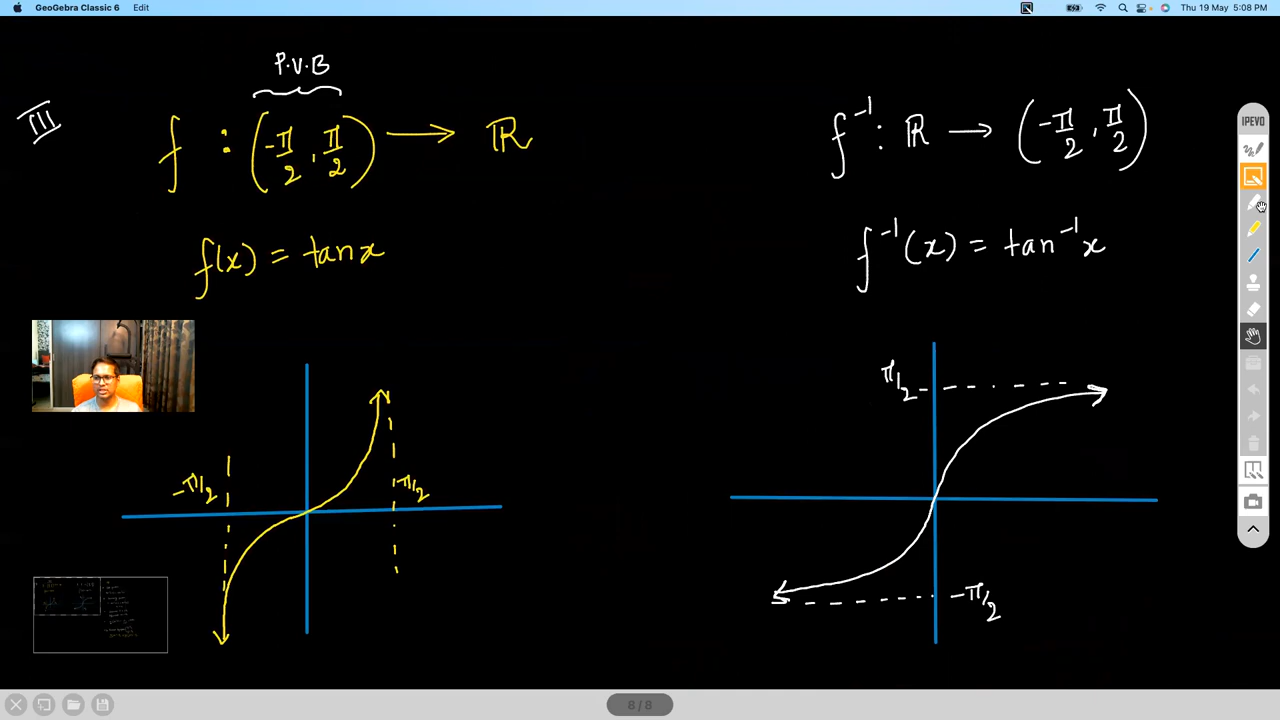 GeoGebra Classic 6 Edit Thu 19 May 5:08 PM
P.V.B
III
f : (-π/2, π/2) → ℝ
f(x) = tan x
-π/2
π/2
f⁻¹ : ℝ → (-π/2, π/2)
f⁻¹(x) = tan⁻¹x
π/2
-π/2
IPEVO
8 / 8